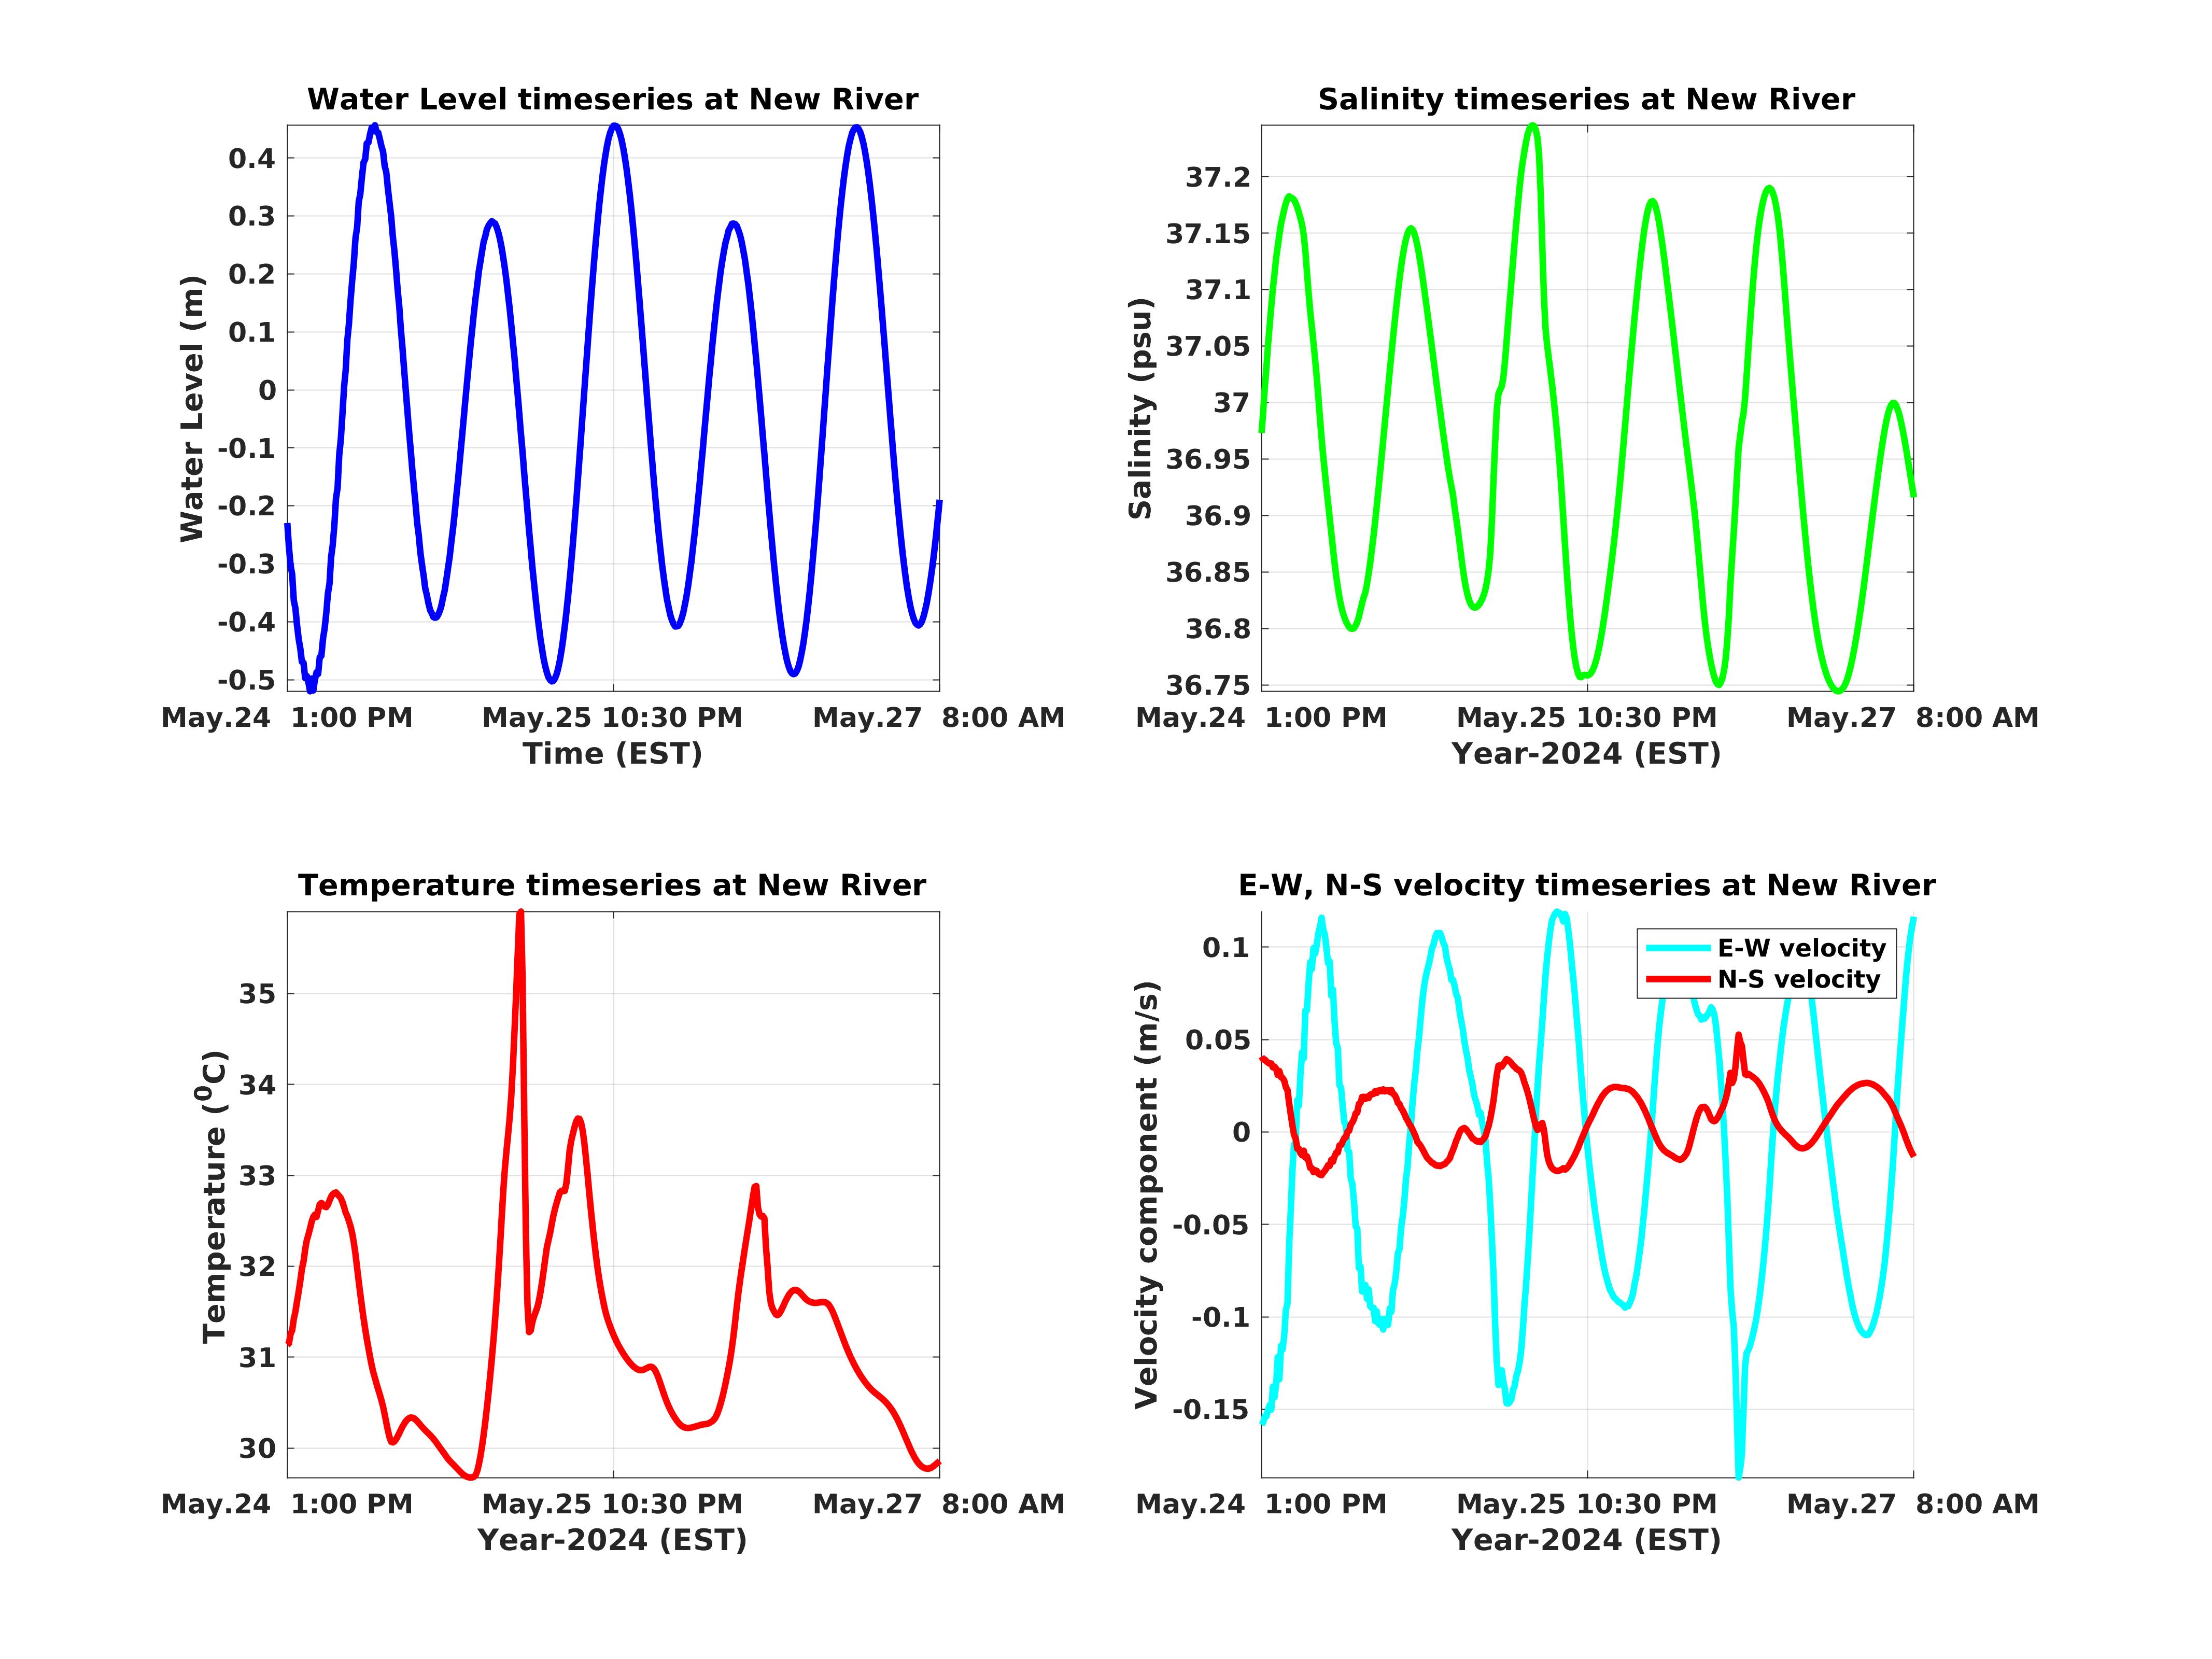 Water Level timeseries at New River
Water Level (m)
0.4
0.3
0.2
0.1
0
-0.1
-0.2
-0.3
-0.4
-0.5
May.24 1:00 PM May.25 10:30 PM May.27 8:00 AM
Time (EST)
Salinity timeseries at New River
Salinity (psu)
37.2
37.15
37.1
37.05
37
36.95
36.9
36.85
36.8
36.75
May.24 1:00 PM May.25 10:30 PM May.27 8:00 AM
Year-2024 (EST)
Temperature timeseries at New River
Temperature (⁰C)
35
34
33
32
31
30
May.24 1:00 PM May.25 10:30 PM May.27 8:00 AM
Year-2024 (EST)
E-W, N-S velocity timeseries at New River
Velocity component (m/s)
0.1
0.05
0
-0.05
-0.1
-0.15
E-W velocity
N-S velocity
May.24 1:00 PM May.25 10:30 PM May.27 8:00 AM
Year-2024 (EST)